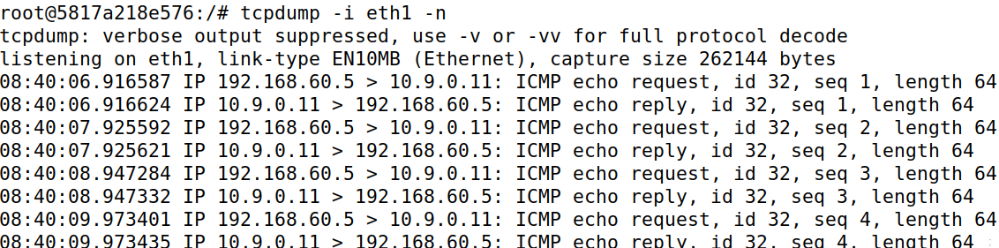 root@5817a218e576:/# tcpdump -i eth1 -n
tcpdump: verbose output suppressed, use -v or -vv for full protocol decode
listening on eth1, link-type EN10MB (Ethernet), capture size 262144 bytes
08:40:06.916587 IP 192.168.60.5 > 10.9.0.11: ICMP echo request, id 32, seq 1, length 64
08:40:06.916624 IP 10.9.0.11 > 192.168.60.5: ICMP echo reply, id 32, seq 1, length 64
08:40:07.925592 IP 192.168.60.5 > 10.9.0.11: ICMP echo request, id 32, seq 2, length 64
08:40:07.925621 IP 10.9.0.11 > 192.168.60.5: ICMP echo reply, id 32, seq 2, length 64
08:40:08.947284 IP 192.168.60.5 > 10.9.0.11: ICMP echo request, id 32, seq 3, length 64
08:40:08.947332 IP 10.9.0.11 > 192.168.60.5: ICMP echo reply, id 32, seq 3, length 64
08:40:09.973401 IP 192.168.60.5 > 10.9.0.11: ICMP echo request, id 32, seq 4, length 64
08:40:09.973435 IP 10.9.0.11 > 192.168.60.5: ICMP echo reply, id 32, seq 4, length 64